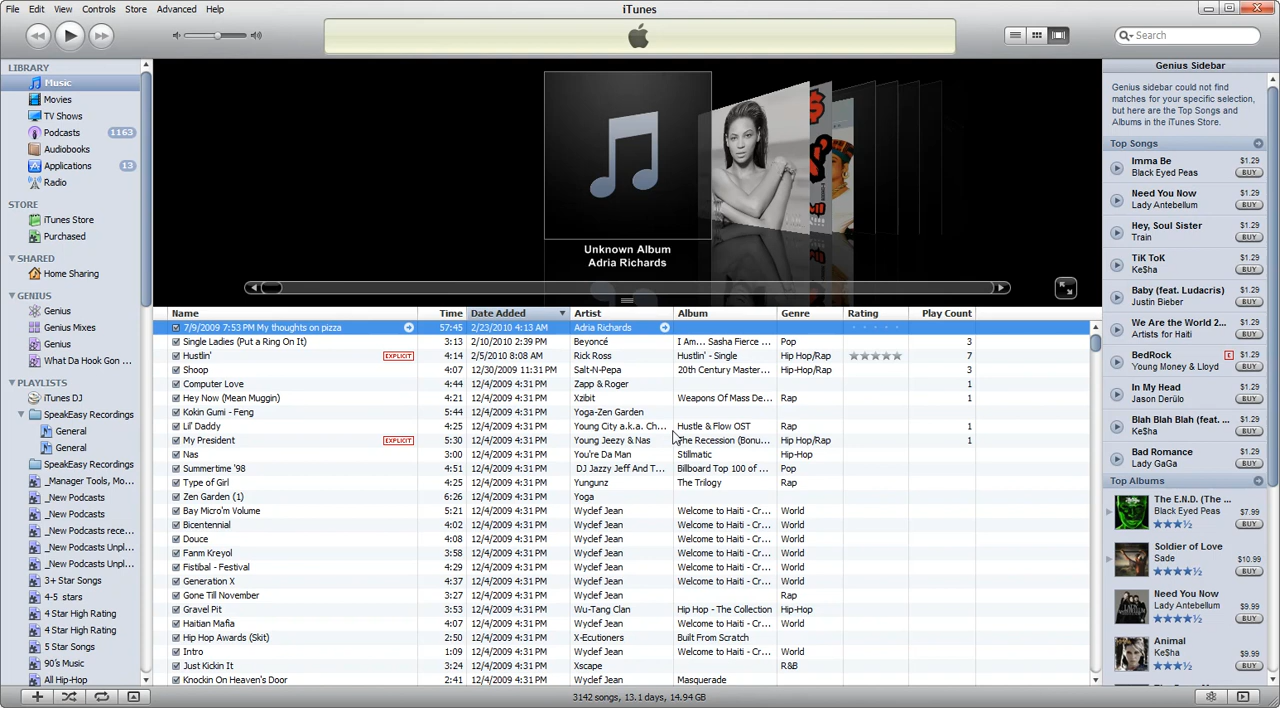 File Edit View Controls Store Advanced Help
iTunes
Search
LIBRARY
Music
Movies
TV Shows
Podcasts 1163
Audiobooks
Applications 13
Radio
STORE
iTunes Store
Purchased
SHARED
Home Sharing
GENIUS
Genius
Genius Mixes
Genius
What Da Hook Gon ...
PLAYLISTS
iTunes DJ
SpeakEasy Recordings
General
General
SpeakEasy Recordings
_Manager Tools, Mo...
_New Podcasts
_New Podcasts
_New Podcasts rece...
_New Podcasts Unpl...
_New Podcasts Unpl...
3+ Star Songs
4-5 stars
4 Star High Rating
4 Star High Rating
5 Star Songs
90's Music
All Hip-Hop
Unknown Album
Adria Richards
Name Time Date Added Artist Album Genre Rating Play Count
7/9/2009 7:53 PM My thoughts on pizza 57:45 2/23/2010 4:13 AM Adria Richards
Single Ladies (Put a Ring On It) 3:13 2/10/2010 2:39 PM Beyoncé I Am... Sasha Fierce ... Pop 3
Hustlin' EXPLICIT 4:14 2/5/2010 8:08 AM Rick Ross Hustlin' - Single Hip Hop/Rap 7
Shoop 4:07 12/30/2009 11:31 PM Salt-N-Pepa 20th Century Master... Hip-Hop/Rap 3
Computer Love 4:44 12/4/2009 4:31 PM Zapp & Roger 1
Hey Now (Mean Muggin) 4:21 12/4/2009 4:31 PM Xzibit Weapons Of Mass De... Rap 1
Kokin Gumi - Feng 5:44 12/4/2009 4:31 PM Yoga-Zen Garden
Lil' Daddy 4:25 12/4/2009 4:31 PM Young City a.k.a. Ch... Hustle & Flow OST Rap 1
My President EXPLICIT 5:30 12/4/2009 4:31 PM Young Jeezy & Nas The Recession (Bonu... Hip Hop/Rap 1
Nas 3:00 12/4/2009 4:31 PM You're Da Man Stillmatic Hip-Hop
Summertime '98 4:51 12/4/2009 4:31 PM DJ Jazzy Jeff And T... Billboard Top 100 of ... Pop
Type of Girl 4:25 12/4/2009 4:31 PM Yungunz The Trilogy Rap
Zen Garden (1) 6:26 12/4/2009 4:31 PM Yoga
Bay Micro'm Volume 5:21 12/4/2009 4:31 PM Wyclef Jean Welcome to Haiti - Cr... World
Bicentennial 4:02 12/4/2009 4:31 PM Wyclef Jean Welcome to Haiti - Cr... World
Douce 4:08 12/4/2009 4:31 PM Wyclef Jean Welcome to Haiti - Cr... World
Fanm Kreyol 3:58 12/4/2009 4:31 PM Wyclef Jean Welcome to Haiti - Cr... World
Fistibal - Festival 4:29 12/4/2009 4:31 PM Wyclef Jean Welcome to Haiti - Cr... World
Generation X 4:37 12/4/2009 4:31 PM Wyclef Jean Welcome to Haiti - Cr... World
Gone Till November 3:27 12/4/2009 4:31 PM Wyclef Jean Rap
Gravel Pit 3:53 12/4/2009 4:31 PM Wu-Tang Clan Hip Hop - The Collection Hip-Hop
Haitian Mafia 4:07 12/4/2009 4:31 PM Wyclef Jean Welcome to Haiti - Cr... World
Hip Hop Awards (Skit) 2:50 12/4/2009 4:31 PM X-Ecutioners Built From Scratch
Intro 1:09 12/4/2009 4:31 PM Wyclef Jean Welcome to Haiti - Cr... World
Just Kickin It 3:24 12/4/2009 4:31 PM Xscape R&B
Knockin On Heaven's Door 2:41 12/4/2009 4:31 PM Wyclef Jean Masquerade
3142 songs, 13.1 days, 14.94 GB
Genius Sidebar
Genius sidebar could not find
matches for your specific selection,
but here are the Top Songs and
Albums in the iTunes Store.
Top Songs
Imma Be $1.29
Black Eyed Peas BUY
Need You Now $1.29
Lady Antebellum BUY
Hey, Soul Sister $1.29
Train BUY
TiK ToK $1.29
Ke$ha BUY
Baby (feat. Ludacris) $1.29
Justin Bieber BUY
We Are the World 2... $1.29
Artists for Haiti BUY
BedRock $1.29
Young Money & Lloyd BUY
In My Head $1.29
Jason Derülo BUY
Blah Blah Blah (feat. ... $1.29
Ke$ha BUY
Bad Romance $1.29
Lady GaGa BUY
Top Albums
The E.N.D. (The ...
Black Eyed Peas $7.99
BUY
Soldier of Love
Sade $10.99
BUY
Need You Now
Lady Antebellum $9.99
BUY
Animal
Ke$ha $9.99
BUY